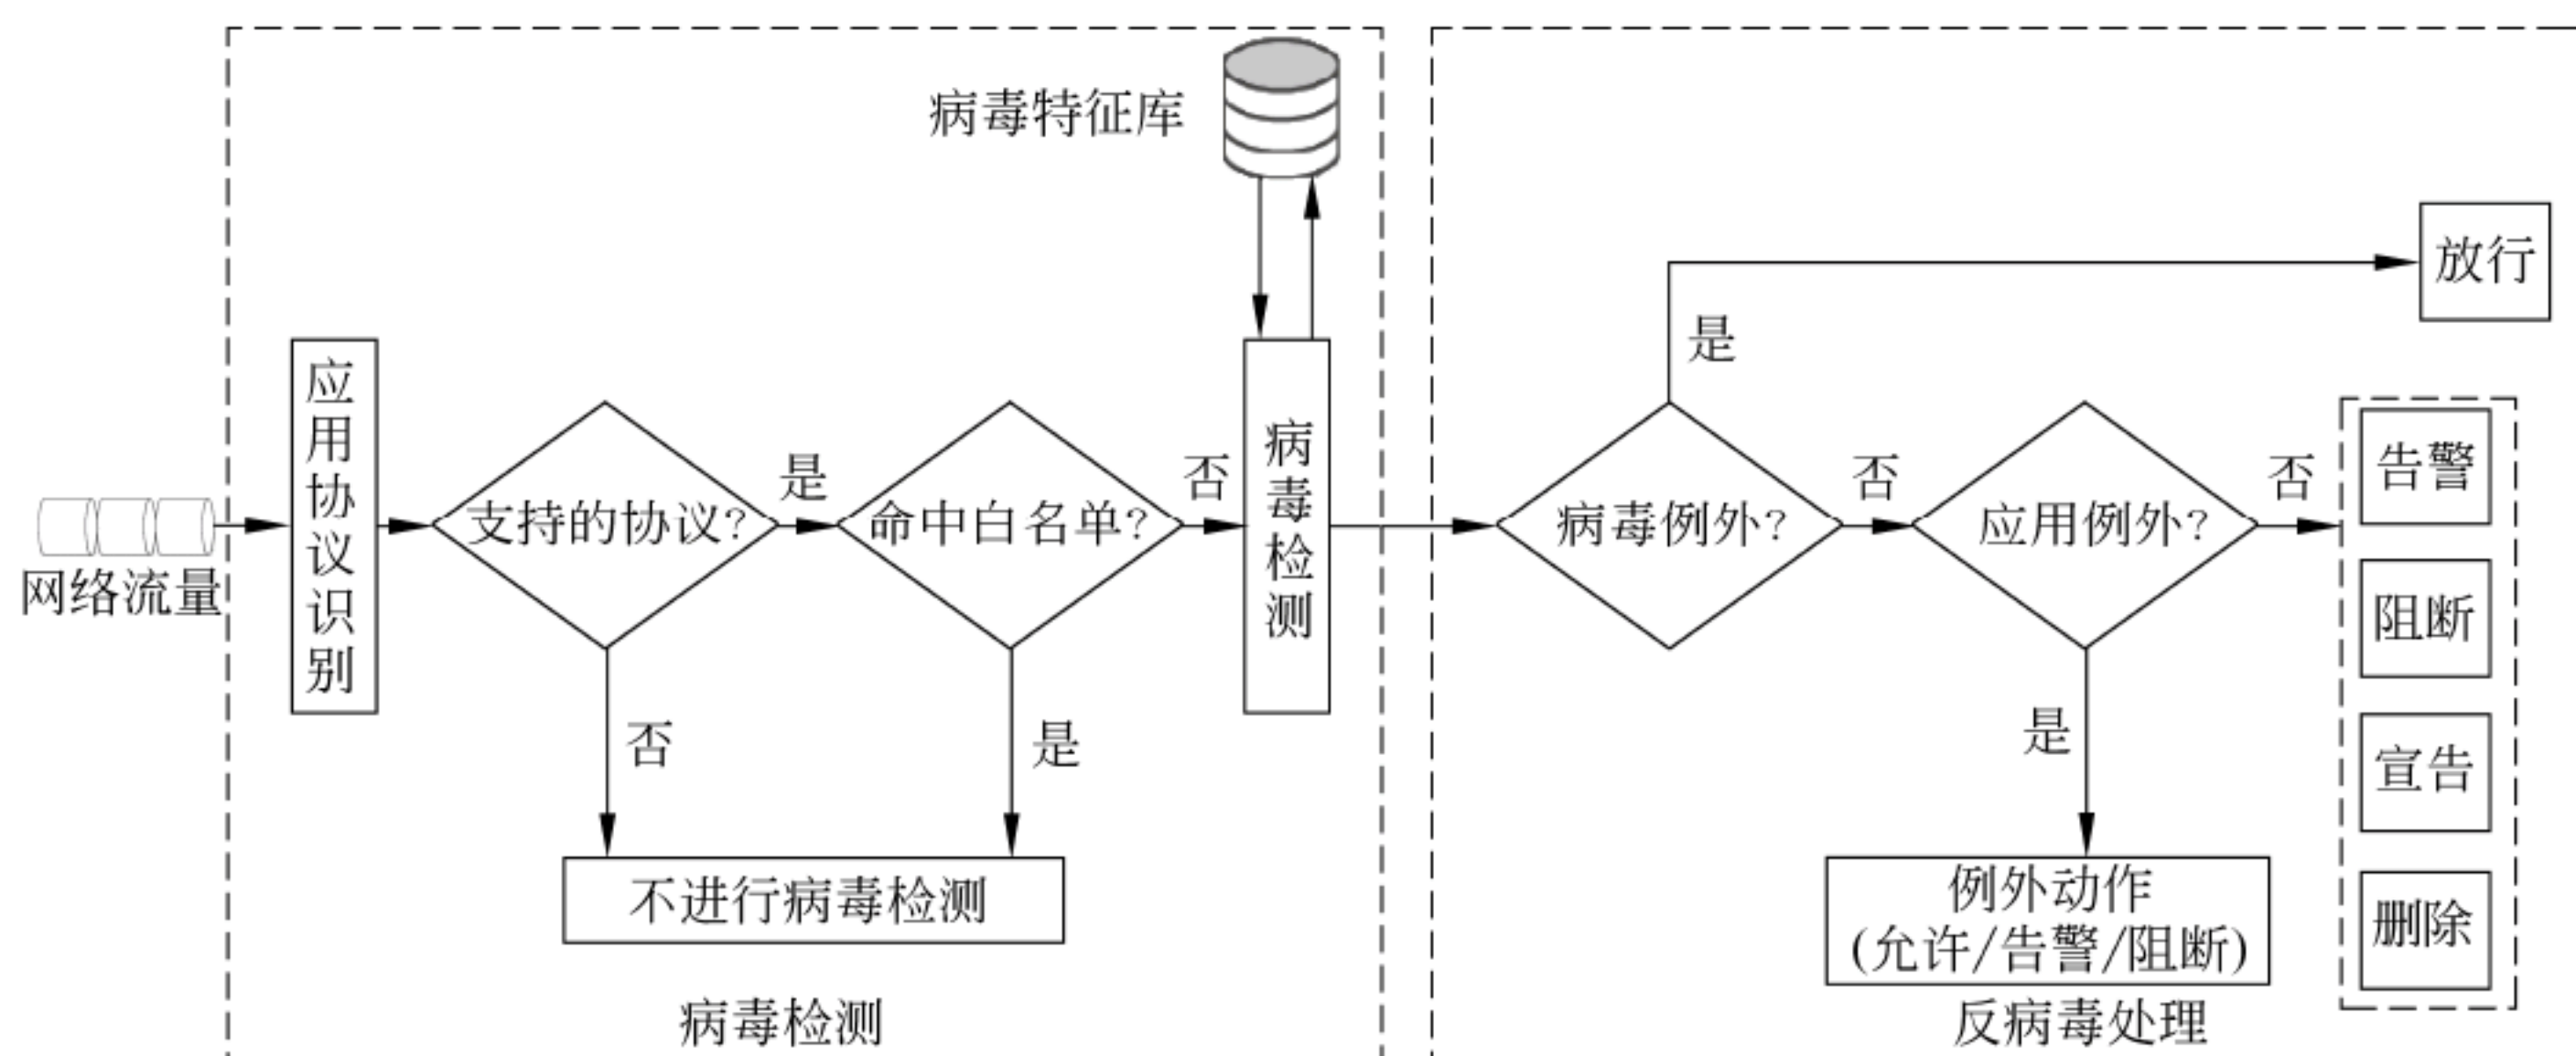 病毒特征库
放行
是
应用协议识别
支持的协议?
是
命中白名单?
否
病毒检测
病毒例外?
否
应用例外?
否
告警
阻断
宣告
删除
网络流量
否
是
是
不进行病毒检测
例外动作
(允许/告警/阻断)
病毒检测
反病毒处理